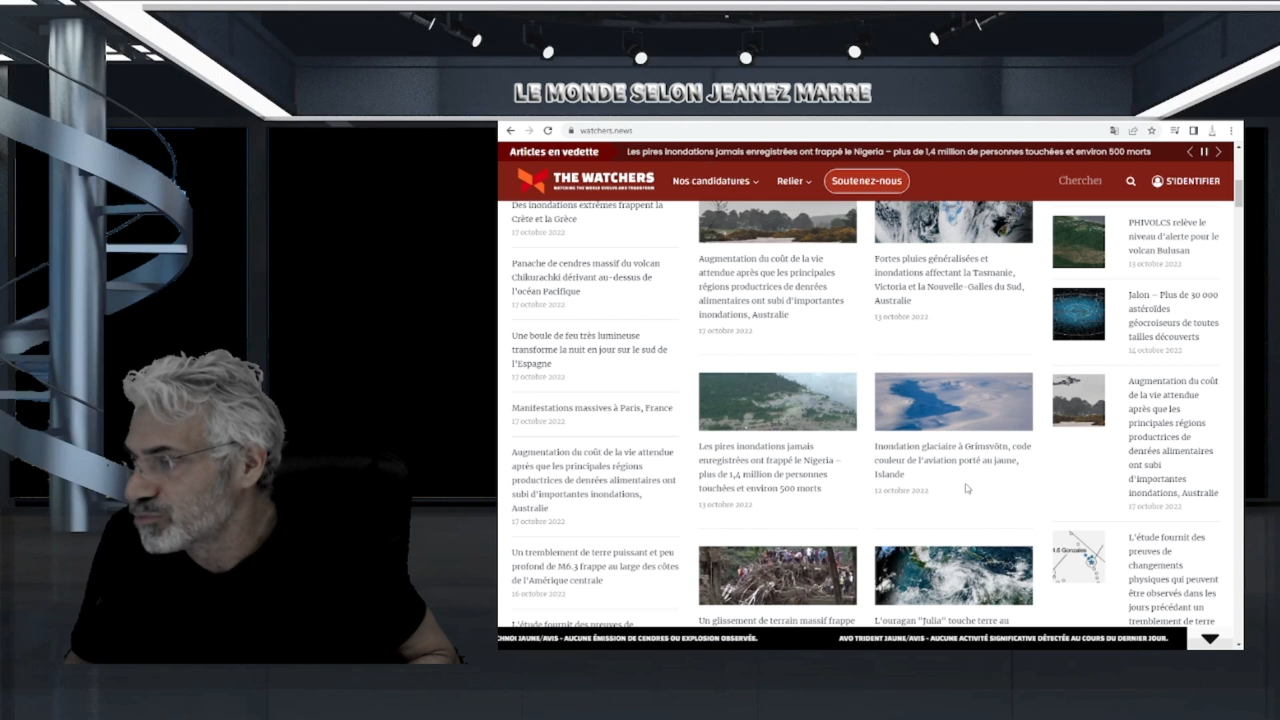 LE MONDE SELON JEANEZ MARRE
watchers.news
Articles en vedette
Les pires inondations jamais enregistrées ont frappé le Nigeria – plus de 1,4 million de personnes touchées et environ 500 morts
THE WATCHERS
WATCHING THE WORLD EVOLVE AND TRANSFORM
Nos candidatures
Relier
Soutenez-nous
Cherchez
S'IDENTIFIER
Des inondations extrêmes frappent la
Crète et la Grèce
17 octobre 2022
Panache de cendres massif du volcan
Chikurachki dérivant au-dessus de
l'océan Pacifique
17 octobre 2022
Une boule de feu très lumineuse
transforme la nuit en jour sur le sud de
l'Espagne
17 octobre 2022
Manifestations massives à Paris, France
17 octobre 2022
Augmentation du coût de la vie attendue
après que les principales régions
productrices de denrées alimentaires ont
subi d'importantes inondations,
Australie
17 octobre 2022
Un tremblement de terre puissant et peu
profond de M6.3 frappe au large des côtes
de l'Amérique centrale
16 octobre 2022
L'étude fournit des preuves de
Augmentation du coût de la vie
attendue après que les principales
régions productrices de denrées
alimentaires ont subi d'importantes
inondations, Australie
17 octobre 2022
Fortes pluies généralisées et
inondations affectant la Tasmanie,
Victoria et la Nouvelle-Galles du Sud,
Australie
13 octobre 2022
Les pires inondations jamais
enregistrées ont frappé le Nigeria –
plus de 1,4 million de personnes
touchées et environ 500 morts
13 octobre 2022
Inondation glaciaire à Grímsvötn, code
couleur de l'aviation porté au jaune,
Islande
12 octobre 2022
Un glissement de terrain massif frappe
L'ouragan "Julia" touche terre au
PHIVOLCS relève le
niveau d'alerte pour le
volcan Bulusan
13 octobre 2022
Jalon – Plus de 30 000
astéroïdes
géocroiseurs de toutes
tailles découverts
14 octobre 2022
Augmentation du coût
de la vie attendue
après que les
principales régions
productrices de
denrées alimentaires
ont subi
d'importantes
inondations, Australie
17 octobre 2022
L'étude fournit des
preuves de
changements
physiques qui peuvent
être observés dans les
jours précédant un
tremblement de terre
CHNOI JAUNE/AVIS - AUCUNE ÉMISSION DE CENDRES OU EXPLOSION OBSERVÉE.
AVO TRIDENT JAUNE/AVIS - AUCUNE ACTIVITÉ SIGNIFICATIVE DÉTECTÉE AU COURS DU DERNIER JOUR.